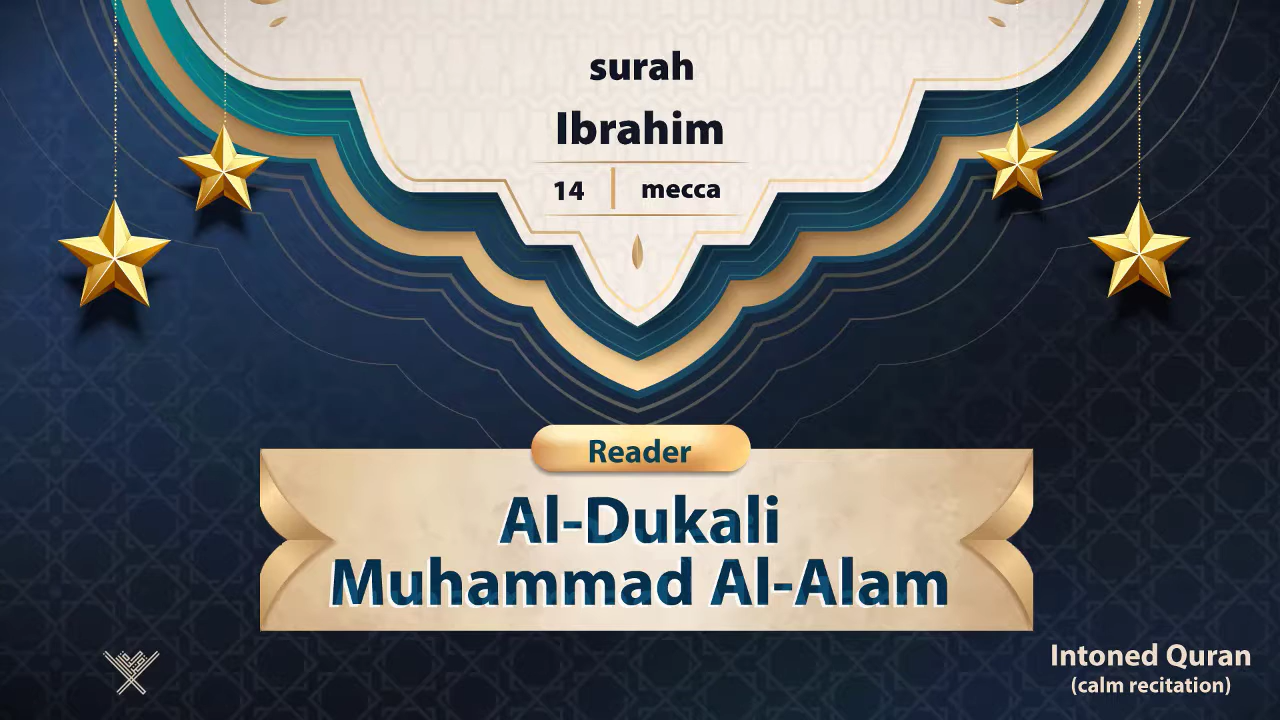 surah
Ibrahim
14 | mecca
Reader
Al-Dukali
Muhammad Al-Alam
Intoned Quran
(calm recitation)